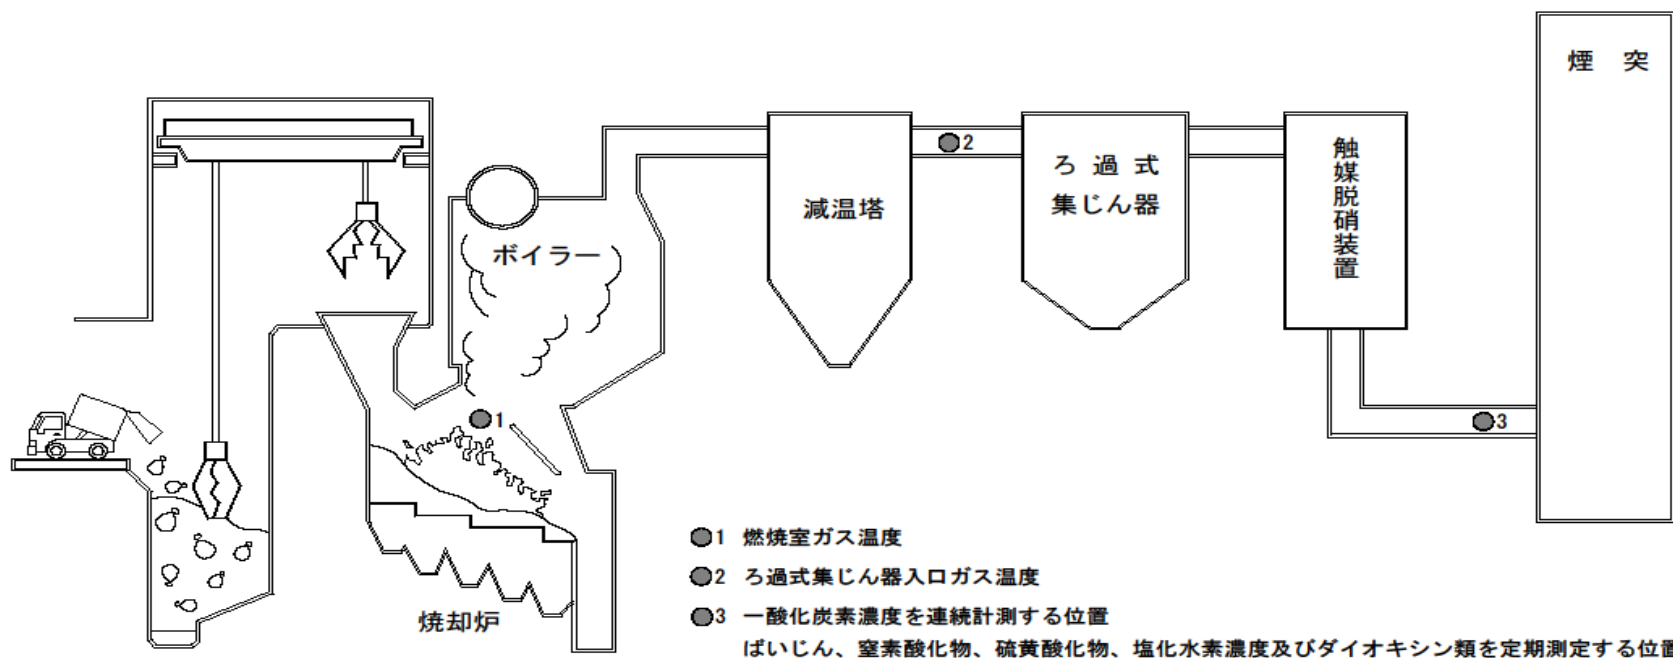 煙 突
ボイラー
減温塔
2
ろ 過 式
集じん器
触媒脱硝装置
1
3
焼却炉
1 燃焼室ガス温度
2 ろ過式集じん器入口ガス温度
3 一酸化炭素濃度を連続計測する位置
ばいじん、窒素酸化物、硫黄酸化物、塩化水素濃度及びダイオキシン類を定期測定する位置